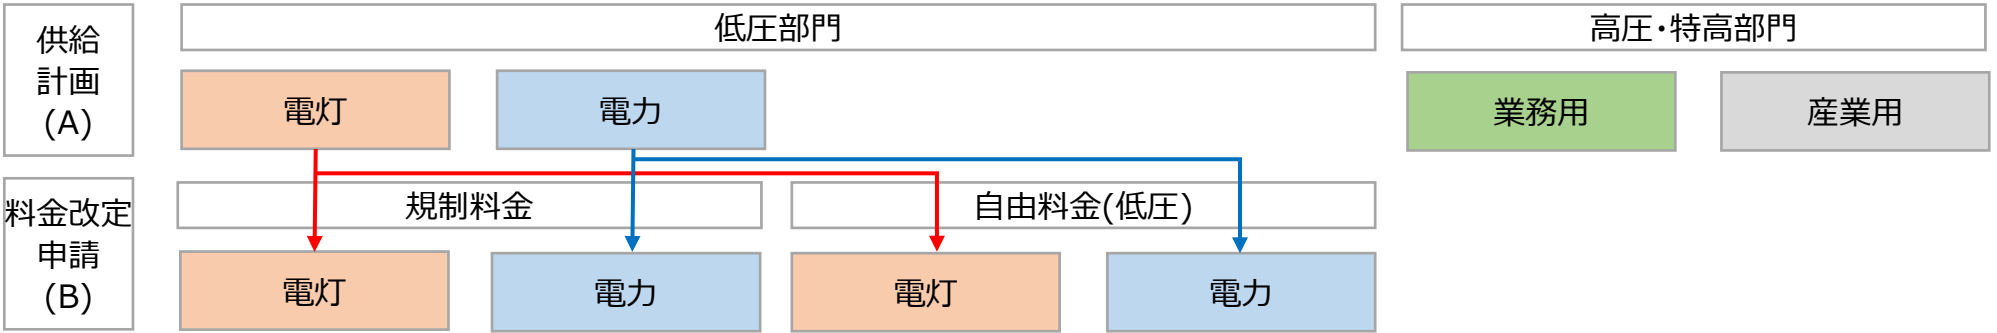 供給
計画
(A)
低圧部門
高圧・特高部門
電灯
電力
業務用
産業用
料金改定
申請
(B)
規制料金
自由料金(低圧)
電灯
電力
電灯
電力